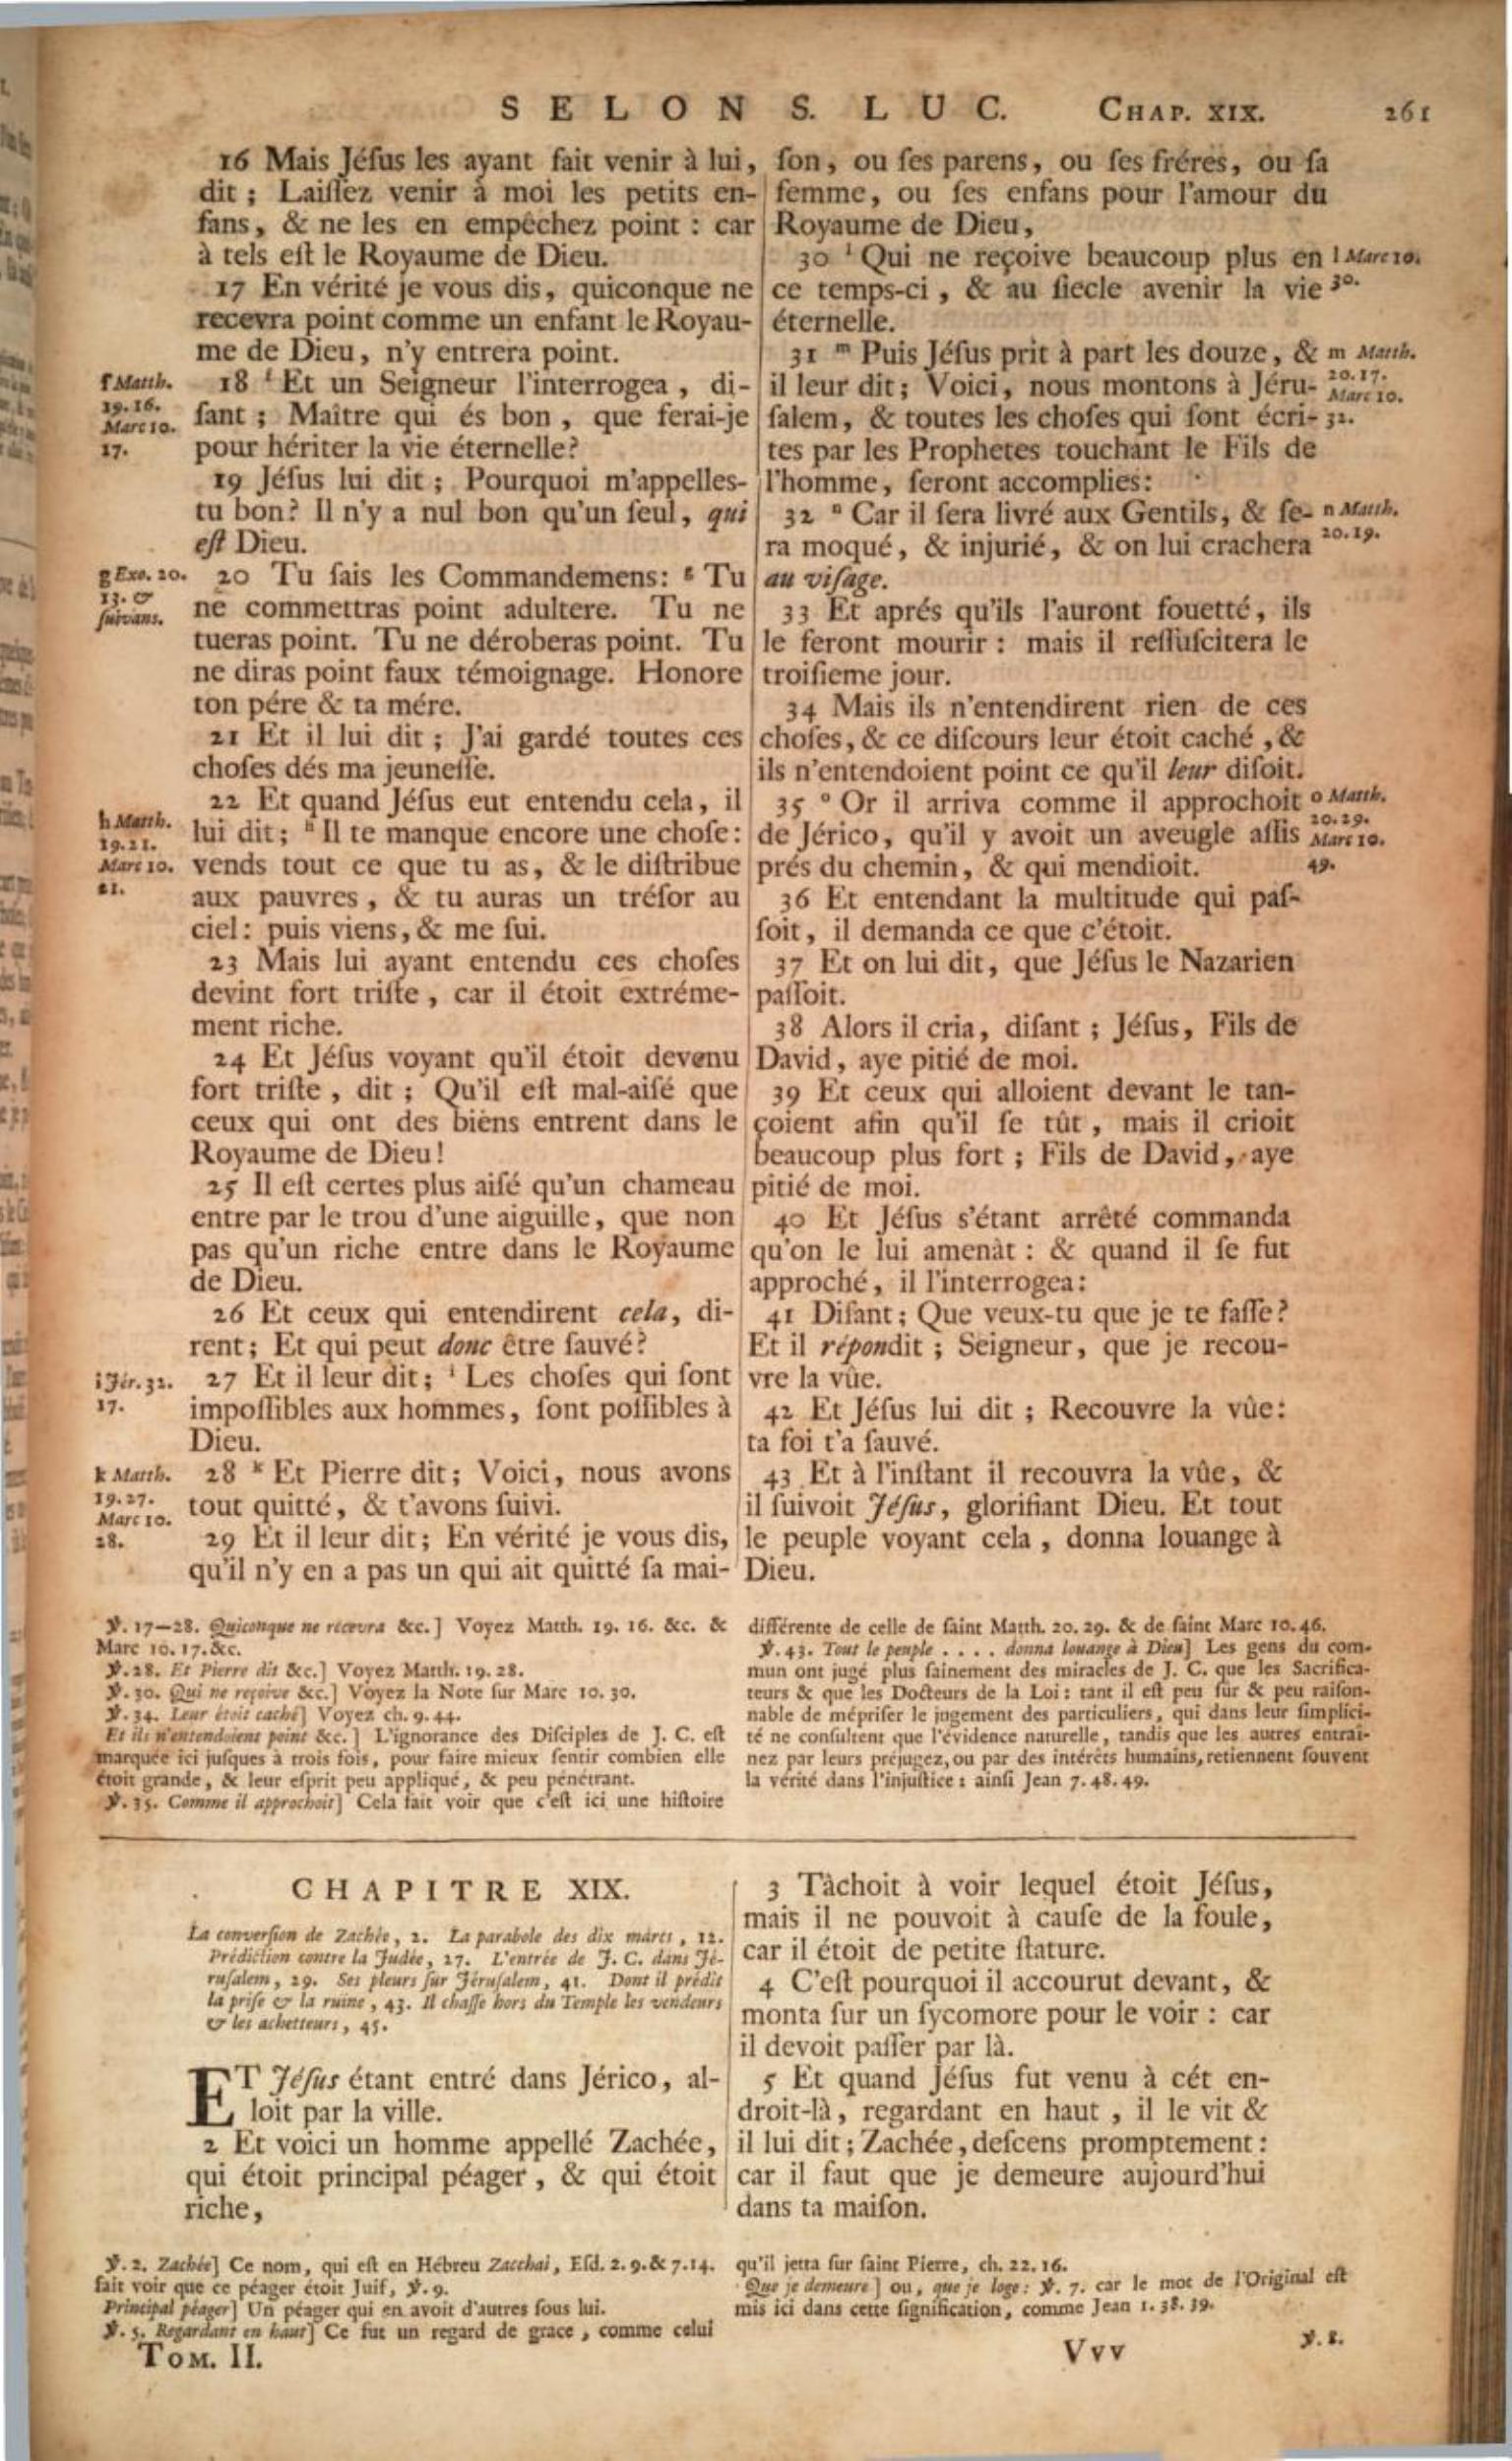 SELON S. LUC. CHAP. XIX. 261
16 Mais Jéſus les ayant fait venir à lui,
dit ; Laiſſez venir à moi les petits en-
fans, & ne les en empêchez point : car
à tels eſt le Royaume de Dieu.
17 En vérité je vous dis, quiconque ne
recevra point comme un enfant le Royau-
me de Dieu, n'y entrera point.
f Matth.
19.16.
Marc 10.
17.
18 f Et un Seigneur l'interrogea, di-
ſant ; Maître qui és bon, que ferai-je
pour hériter la vie éternelle?
19 Jéſus lui dit ; Pourquoi m'appelles-
tu bon? Il n'y a nul bon qu'un ſeul, qui
eſt Dieu.
g Exo. 20.
13. &
ſuivans.
20 Tu ſais les Commandemens: g Tu
ne commettras point adultere. Tu ne
tueras point. Tu ne déroberas point. Tu
ne diras point faux témoignage. Honore
ton pére & ta mére.
21 Et il lui dit ; J'ai gardé toutes ces
choſes dés ma jeuneſſe.
h Matth.
19.21.
Marc 10.
21.
22 Et quand Jéſus eut entendu cela, il
lui dit; h Il te manque encore une choſe:
vends tout ce que tu as, & le diſtribue
aux pauvres, & tu auras un tréſor au
ciel: puis viens, & me ſui.
23 Mais lui ayant entendu ces choſes
devint fort triſte, car il étoit extréme-
ment riche.
24 Et Jéſus voyant qu'il étoit devenu
fort triſte, dit ; Qu'il eſt mal-aiſé que
ceux qui ont des biens entrent dans le
Royaume de Dieu!
25 Il eſt certes plus aiſé qu'un chameau
entre par le trou d'une aiguille, que non
pas qu'un riche entre dans le Royaume
de Dieu.
26 Et ceux qui entendirent cela, di-
rent; Et qui peut donc être ſauvé?
i Jér. 32.
17.
27 Et il leur dit; i Les choſes qui ſont
impoſſibles aux hommes, ſont poſſibles à
Dieu.
k Matth.
19.27.
Marc 10.
28.
28 k Et Pierre dit; Voici, nous avons
tout quitté, & t'avons ſuivi.
29 Et il leur dit; En vérité je vous dis,
qu'il n'y en a pas un qui ait quitté ſa mai-
ſon, ou ſes parens, ou ſes fréres, ou ſa
femme, ou ſes enfans pour l'amour du
Royaume de Dieu,
30 l Qui ne reçoive beaucoup plus en
ce temps-ci, & au ſiecle avenir la vie
éternelle.
l Marc 10.
30.
31 m Puis Jéſus prit à part les douze, &
il leur dit; Voici, nous montons à Jéru-
ſalem, & toutes les choſes qui ſont écri-
tes par les Prophetes touchant le Fils de
l'homme, ſeront accomplies:
m Matth.
20.17.
Marc 10.
32.
32 n Car il ſera livré aux Gentils, & ſe-
ra moqué, & injurié, & on lui crachera
au viſage.
n Matth.
20.19.
33 Et aprés qu'ils l'auront fouetté, ils
le feront mourir : mais il reſſuſcitera le
troiſieme jour.
34 Mais ils n'entendirent rien de ces
choſes, & ce diſcours leur étoit caché, &
ils n'entendoient point ce qu'il leur diſoit.
35 o Or il arriva comme il approchoit
de Jérico, qu'il y avoit un aveugle aſſis
prés du chemin, & qui mendioit.
o Matth.
20.29.
Marc 10.
49.
36 Et entendant la multitude qui paſ-
ſoit, il demanda ce que c'étoit.
37 Et on lui dit, que Jéſus le Nazarien
paſſoit.
38 Alors il cria, diſant ; Jéſus, Fils de
David, aye pitié de moi.
39 Et ceux qui alloient devant le tan-
çoient afin qu'il ſe tût, mais il crioit
beaucoup plus fort ; Fils de David, aye
pitié de moi.
40 Et Jéſus s'étant arrêté commanda
qu'on le lui amenàt : & quand il ſe fut
approché, il l'interrogea:
41 Diſant; Que veux-tu que je te faſſe?
Et il répondit ; Seigneur, que je recou-
vre la vûe.
42 Et Jéſus lui dit ; Recouvre la vûe:
ta foi t'a ſauvé.
43 Et à l'inſtant il recouvra la vûe, &
il ſuivoit Jéſus, glorifiant Dieu. Et tout
le peuple voyant cela, donna louange à
Dieu.
℣. 17—28. Quiconque ne recevra &c.] Voyez Matth. 19. 16. &c. &
Marc 10. 17. &c.
℣. 28. Et Pierre dit &c.] Voyez Matth. 19. 28.
℣. 30. Qui ne reçoive &c.] Voyez la Note ſur Marc 10. 30.
℣. 34. Leur étoit caché] Voyez ch. 9. 44.
Et ils n'entendoient point &c.] L'ignorance des Diſciples de J. C. eſt
marquée ici juſques à trois fois, pour faire mieux ſentir combien elle
étoit grande, & leur eſprit peu appliqué, & peu pénétrant.
℣. 35. Comme il approchoit] Cela fait voir que c'eſt ici une hiſtoire
différente de celle de ſaint Matth. 20. 29. & de ſaint Marc 10. 46.
℣. 43. Tout le peuple . . . . donna louange à Dieu] Les gens du com-
mun ont jugé plus ſainement des miracles de J. C. que les Sacrifica-
teurs & que les Docteurs de la Loi : tant il eſt peu ſûr & peu raiſon-
nable de mépriſer le jugement des particuliers, qui dans leur ſimplici-
té ne conſultent que l'évidence naturelle, tandis que les autres entrai-
nez par leurs préjugez, ou par des intérêts humains, retiennent ſouvent
la vérité dans l'injuſtice : ainſi Jean 7. 48. 49.
CHAPITRE XIX.
La converſion de Zachée, 2. La parabole des dix marcs, 12.
Prédiction contre la Judée, 27. L'entrée de J. C. dans Jé-
ruſalem, 29. Ses pleurs ſur Jéruſalem, 41. Dont il prédit
la priſe & la ruine, 43. Il chaſſe hors du Temple les vendeurs
& les achetteurs, 45.
ET Jéſus étant entré dans Jérico, al-
loit par la ville.
2 Et voici un homme appellé Zachée,
qui étoit principal péager, & qui étoit
riche,
3 Tâchoit à voir lequel étoit Jéſus,
mais il ne pouvoit à cauſe de la foule,
car il étoit de petite ſtature.
4 C'eſt pourquoi il accourut devant, &
monta ſur un ſycomore pour le voir : car
il devoit paſſer par là.
5 Et quand Jéſus fut venu à cét en-
droit-là, regardant en haut, il le vit &
il lui dit ; Zachée, deſcens promptement :
car il faut que je demeure aujourd'hui
dans ta maiſon.
℣. 2. Zachée] Ce nom, qui eſt en Hébreu Zacchai, Eſd. 2. 9. & 7. 14.
fait voir que ce péager étoit Juif, ℣. 9.
Principal péager] Un péager qui en avoit d'autres ſous lui.
℣. 5. Regardant en haut] Ce fut un regard de grace, comme celui
qu'il jetta ſur ſaint Pierre, ch. 22. 16.
Que je demeure] ou, que je loge : ℣. 7. car le mot de l'Original eſt
mis ici dans cette ſignification, comme Jean 1. 38. 39.
TOM. II. Vvv ℣. 8.